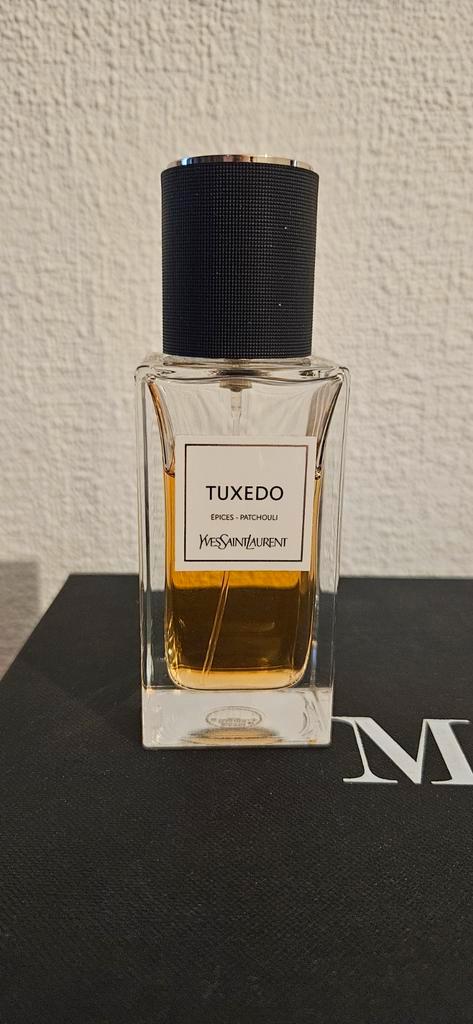 TUXEDO
ÉPICES - PATCHOULI
YVESSAINTLAURENT
M